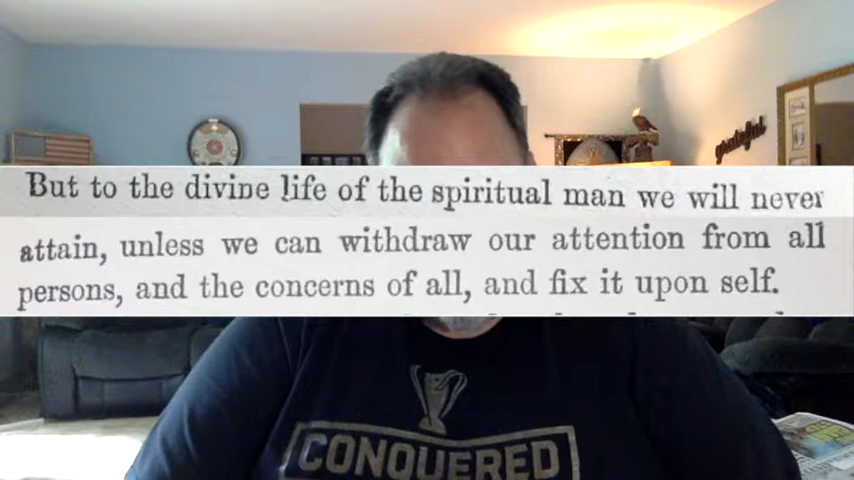 grateful
But to the divine life of the spiritual man we will never
attain, unless we can withdraw our attention from all
persons, and the concerns of all, and fix it upon self.
CONQUERED